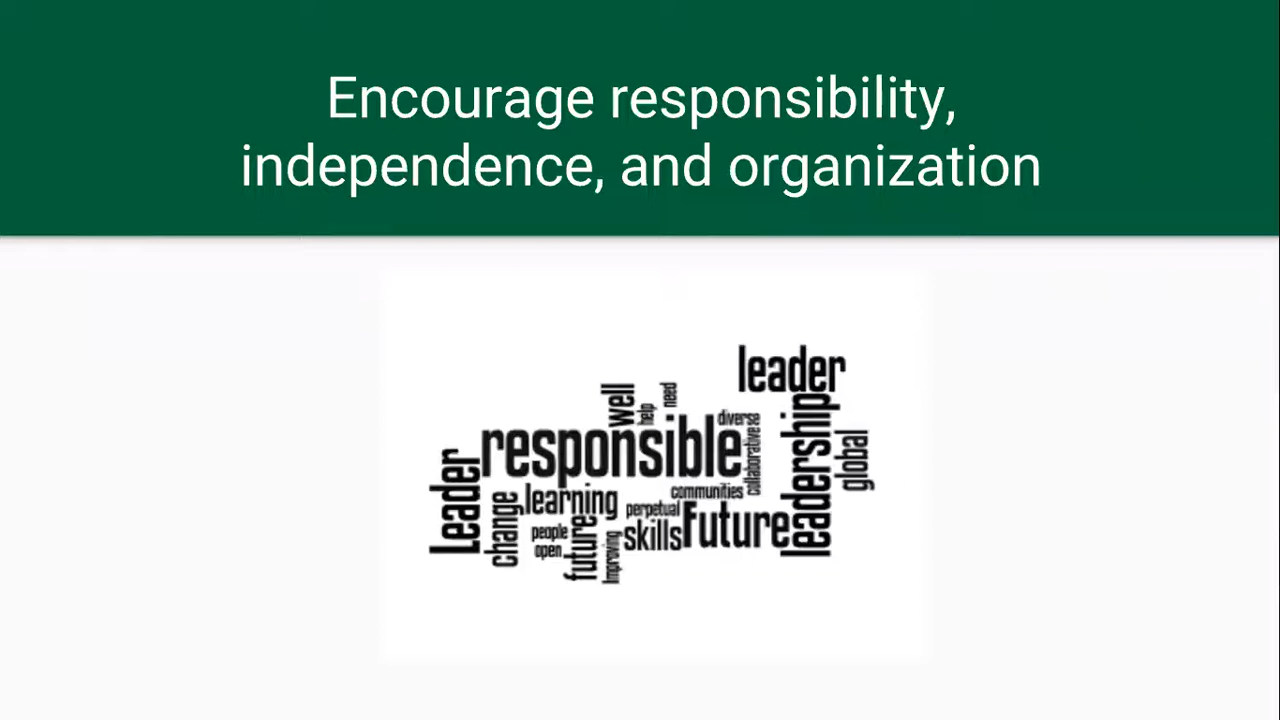 Encourage responsibility,
independence, and organization
leader
well
help
need
diverse
responsible
collaborative
leadership
global
Leader
change
learning
communities
perpetual
people
open
future
Improving
skills
Future